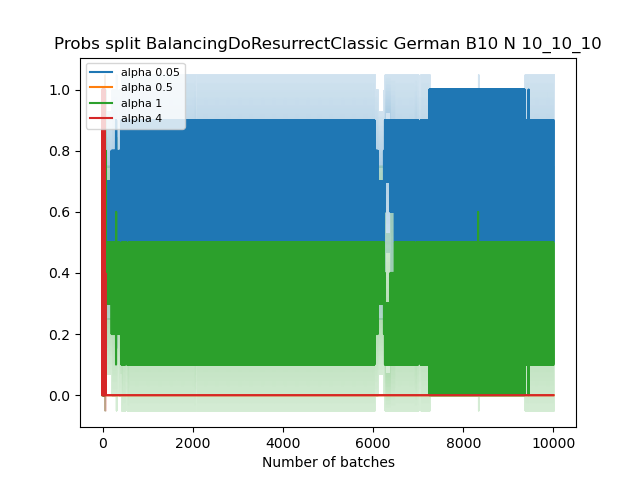 Probs split BalancingDoResurrectClassic German B10 N 10_10_10
alpha 0.05
alpha 0.5
alpha 1
alpha 4
1.0
0.8
0.6
0.4
0.2
0.0
0 2000 4000 6000 8000 10000
Number of batches